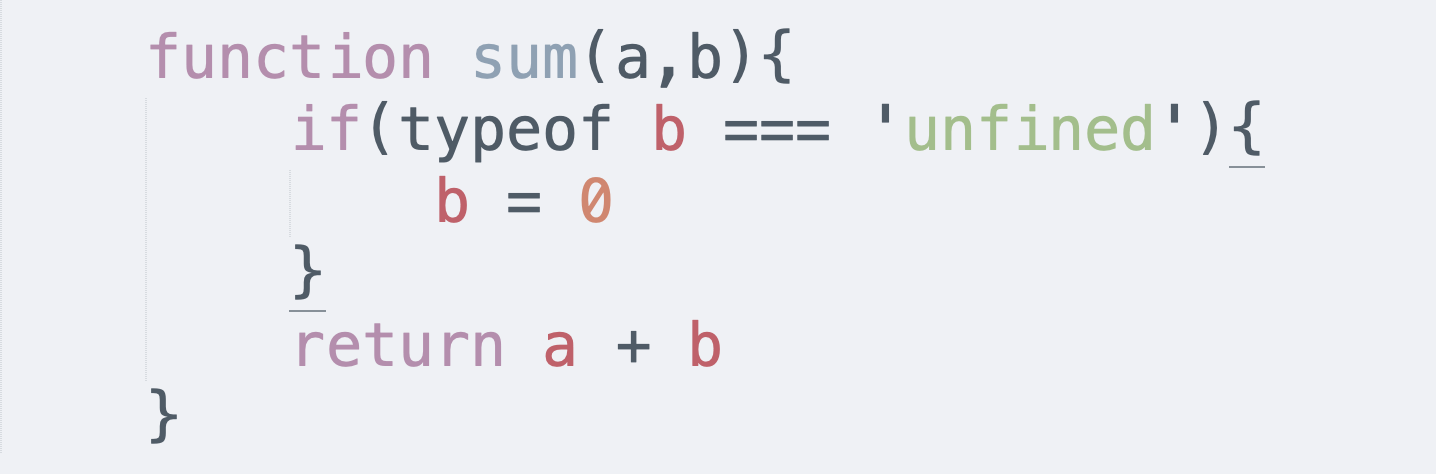 function sum(a,b){
    if(typeof b === 'unfined'){
        b = 0
    }
    return a + b
}